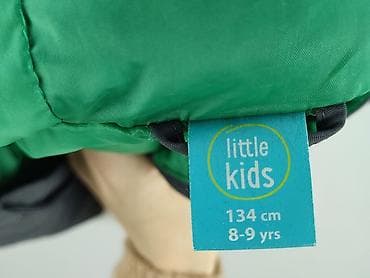 little
kids
134 cm
8-9 yrs